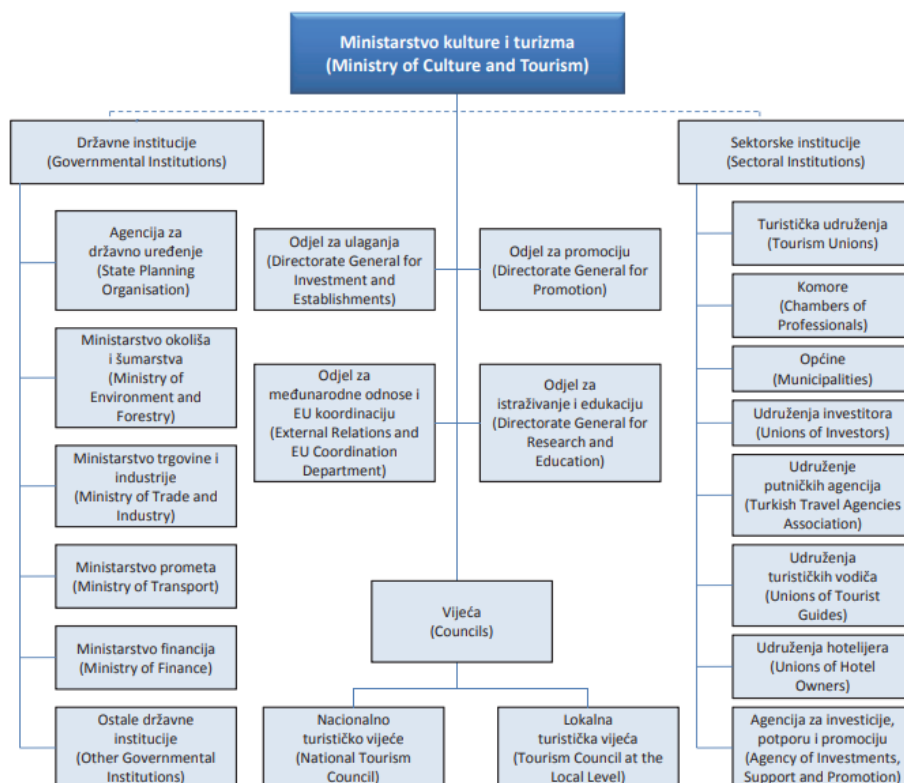 Ministarstvo kulture i turizma
(Ministry of Culture and Tourism)
Državne institucije
(Governmental Institutions)
Agencija za
državno uređenje
(State Planning
Organisation)
Ministarstvo okoliša
i šumarstva
(Ministry of
Environment and
Forestry)
Ministarstvo trgovine i
industrije
(Ministry of Trade and
Industry)
Ministarstvo prometa
(Ministry of Transport)
Ministarstvo financija
(Ministry of Finance)
Ostale državne
institucije
(Other Governmental
Institutions)
Odjel za ulaganja
(Directorate General for
Investment and
Establishments)
Odjel za promociju
(Directorate General for
Promotion)
Odjel za
međunarodne odnose i
EU koordinaciju
(External Relations and
EU Coordination
Department)
Odjel za
istraživanje i edukaciju
(Directorate General for
Research and
Education)
Vijeća
(Councils)
Nacionalno
turističko vijeće
(National Tourism
Council)
Lokalna
turistička vijeća
(Tourism Council at the
Local Level)
Sektorske institucije
(Sectoral Institutions)
Turistička udruženja
(Tourism Unions)
Komore
(Chambers of
Professionals)
Općine
(Municipalities)
Udruženja investitora
(Unions of Investors)
Udruženje
putničkih agencija
(Turkish Travel Agencies
Association)
Udruženja
turističkih vodiča
(Unions of Tourist
Guides)
Udruženja hotelijera
(Unions of Hotel
Owners)
Agencija za investicije,
potporu i promociju
(Agency of Investments,
Support and Promotion)